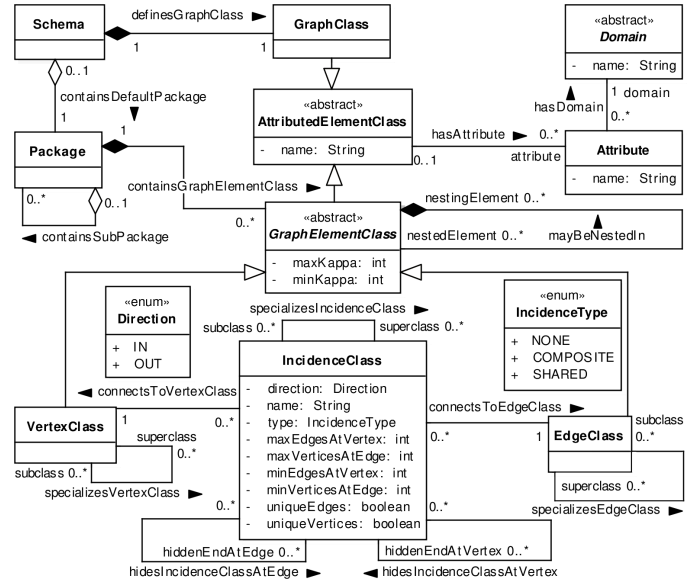 Schema
definesGraphClass
1
1
GraphClass
«abstract»
Domain
- name: String
0..1
containsDefaultPackage
1
1
Package
0..*
0..1
containsSubPackage
«abstract»
AttributedElementClass
- name: String
hasAttribute
0..1
0..*
attribute
hasDomain
1 domain
0..*
Attribute
- name: String
containsGraphElementClass
0..*
«abstract»
GraphElementClass
- maxKappa: int
- minKappa: int
nestingElement 0..*
nestedElement 0..*
mayBeNestedIn
«enum»
Direction
+ IN
+ OUT
specializesIncidenceClass
subclass 0..*
superclass 0..*
«enum»
IncidenceType
+ NONE
+ COMPOSITE
+ SHARED
IncidenceClass
- direction: Direction
- name: String
- type: IncidenceType
- maxEdgesAtVertex: int
- maxVerticesAtEdge: int
- minEdgesAtVertex: int
- minVerticesAtEdge: int
- uniqueEdges: boolean
- uniqueVertices: boolean
connectsToVertexClass
1
0..*
VertexClass
superclass
0..*
subclass 0..*
specializesVertexClass
connectsToEdgeClass
0..*
1
EdgeClass
subclass
0..*
superclass 0..*
specializesEdgeClass
0..*
hiddenEndAtEdge 0..*
hidesIncidenceClassAtEdge
0..*
hiddenEndAtVertex 0..*
hidesIncidenceClassAtVertex